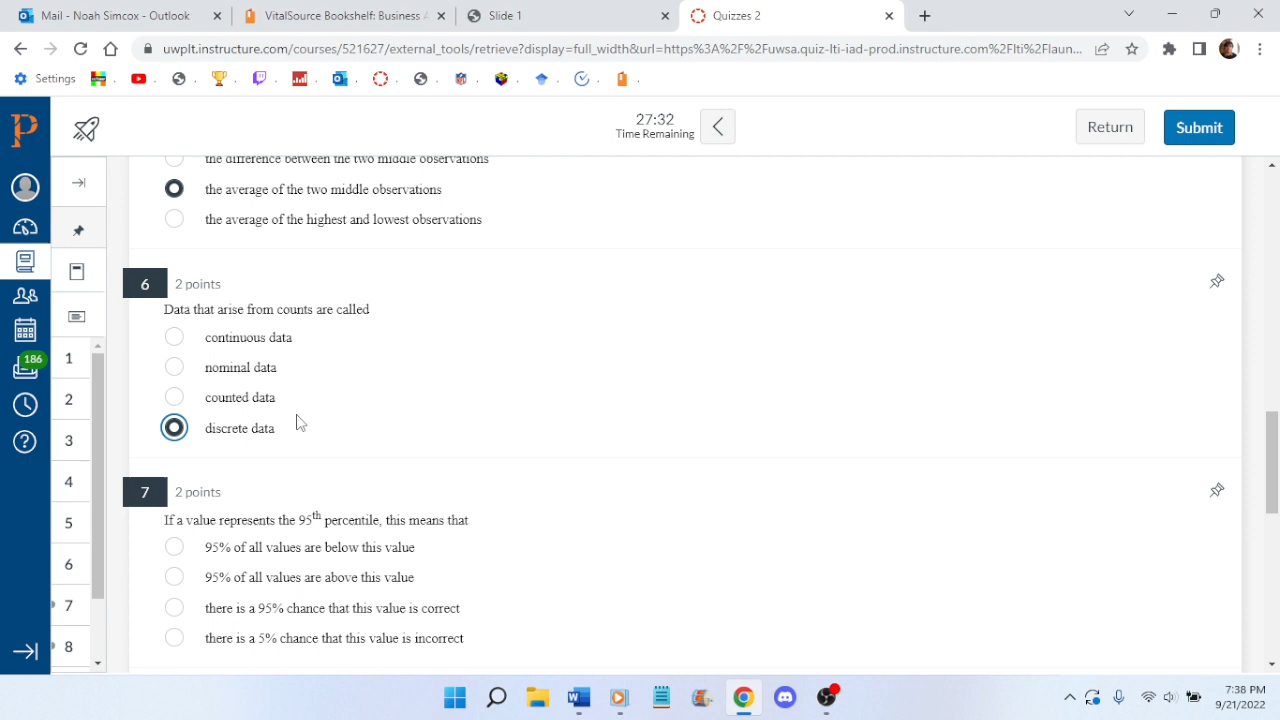 Mail - Noah Simcox - Outlook
VitalSource Bookshelf: Business A
Slide 1
Quizzes 2
uwplt.instructure.com/courses/521627/external_tools/retrieve?display=full_width&url=https%3A%2F%2Fuwsa.quiz-lti-iad-prod.instructure.com%2Flti%2Flaun...
Settings
27:32
Time Remaining
Return
Submit
the difference between the two middle observations
the average of the two middle observations
the average of the highest and lowest observations
6
2 points
Data that arise from counts are called
continuous data
nominal data
counted data
discrete data
7
2 points
If a value represents the 95th percentile, this means that
95% of all values are below this value
95% of all values are above this value
there is a 95% chance that this value is correct
there is a 5% chance that this value is incorrect
P
186
1
2
3
4
5
6
7
8
7:38 PM
9/21/2022